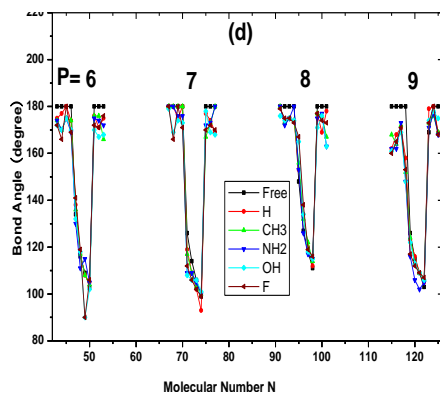 220
(d)
P= 6 7 8 9
200
180
160
140
120
100
80
Bond Angle (degree)
Free
H
CH3
NH2
OH
F
50 60 70 80 90 100 110 120
Molecular Number N